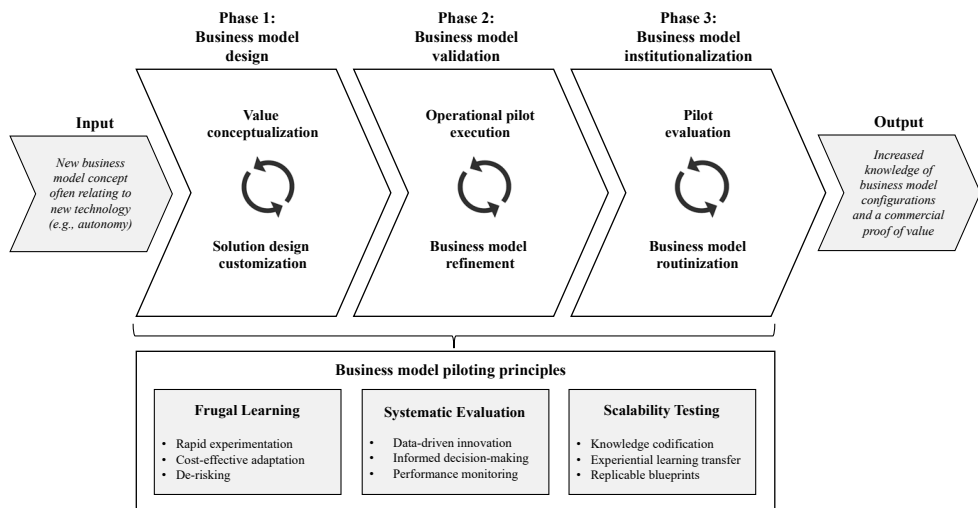 Phase 1:
Business model
design
Phase 2:
Business model
validation
Phase 3:
Business model
institutionalization
Input
New business
model concept
often relating to
new technology
(e.g., autonomy)
Value
conceptualization
Solution design
customization
Operational pilot
execution
Business model
refinement
Pilot
evaluation
Business model
routinization
Output
Increased
knowledge of
business model
configurations
and a commercial
proof of value
Business model piloting principles
Frugal Learning
• Rapid experimentation
• Cost-effective adaptation
• De-risking
Systematic Evaluation
• Data-driven innovation
• Informed decision-making
• Performance monitoring
Scalability Testing
• Knowledge codification
• Experiential learning transfer
• Replicable blueprints